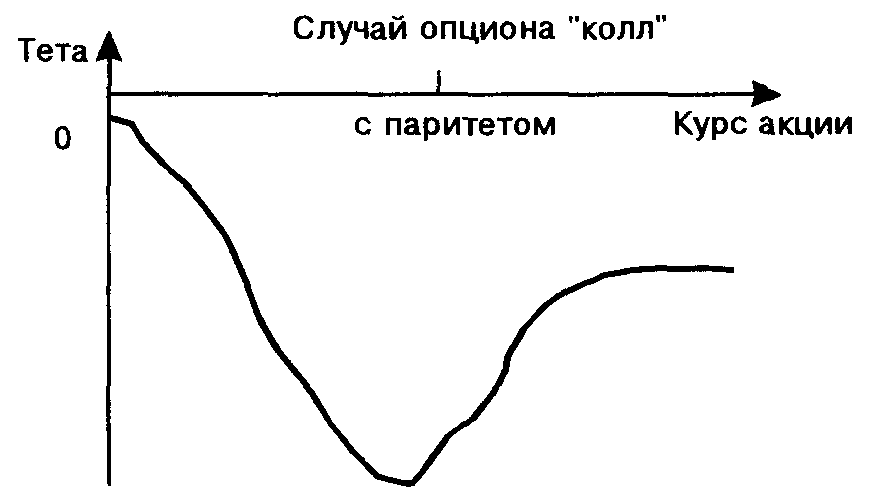 Случай опциона "колл"
Тета
0
с паритетом
Курс акции